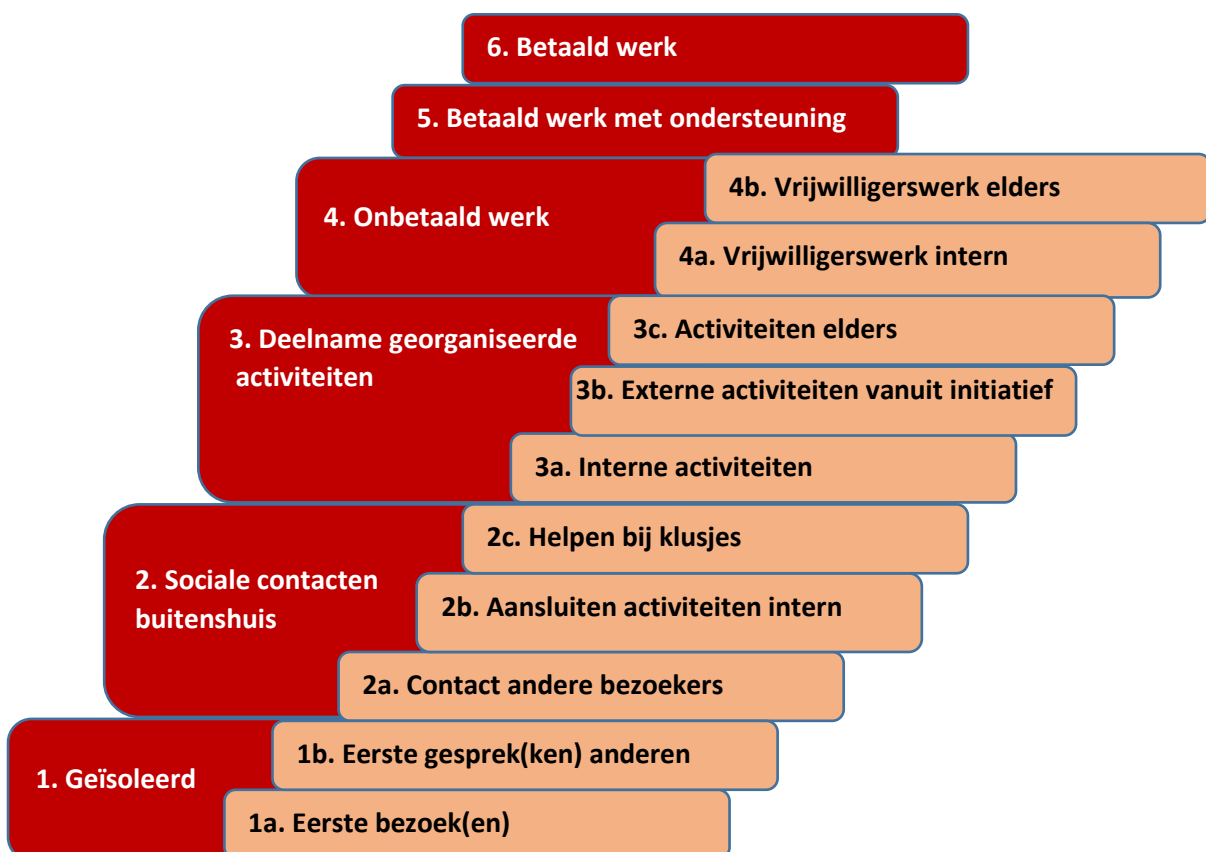 6. Betaald werk
5. Betaald werk met ondersteuning
4b. Vrijwilligerswerk elders
4. Onbetaald werk
4a. Vrijwilligerswerk intern
3c. Activiteiten elders
3. Deelname georganiseerde
activiteiten
3b. Externe activiteiten vanuit initiatief
3a. Interne activiteiten
2c. Helpen bij klusjes
2. Sociale contacten
buitenshuis
2b. Aansluiten activiteiten intern
2a. Contact andere bezoekers
1b. Eerste gesprek(ken) anderen
1. Geïsoleerd
1a. Eerste bezoek(en)